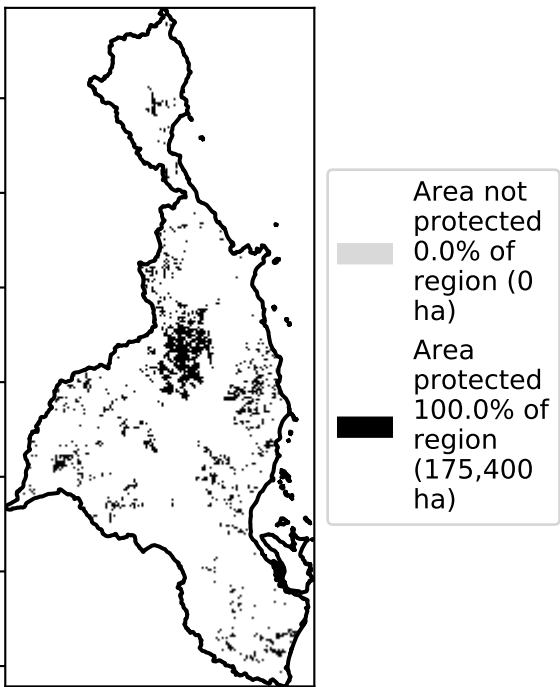 Area not
protected
0.0% of
region (0
ha)
Area
protected
100.0% of
region
(175,400
ha)